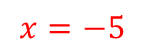 x = −5